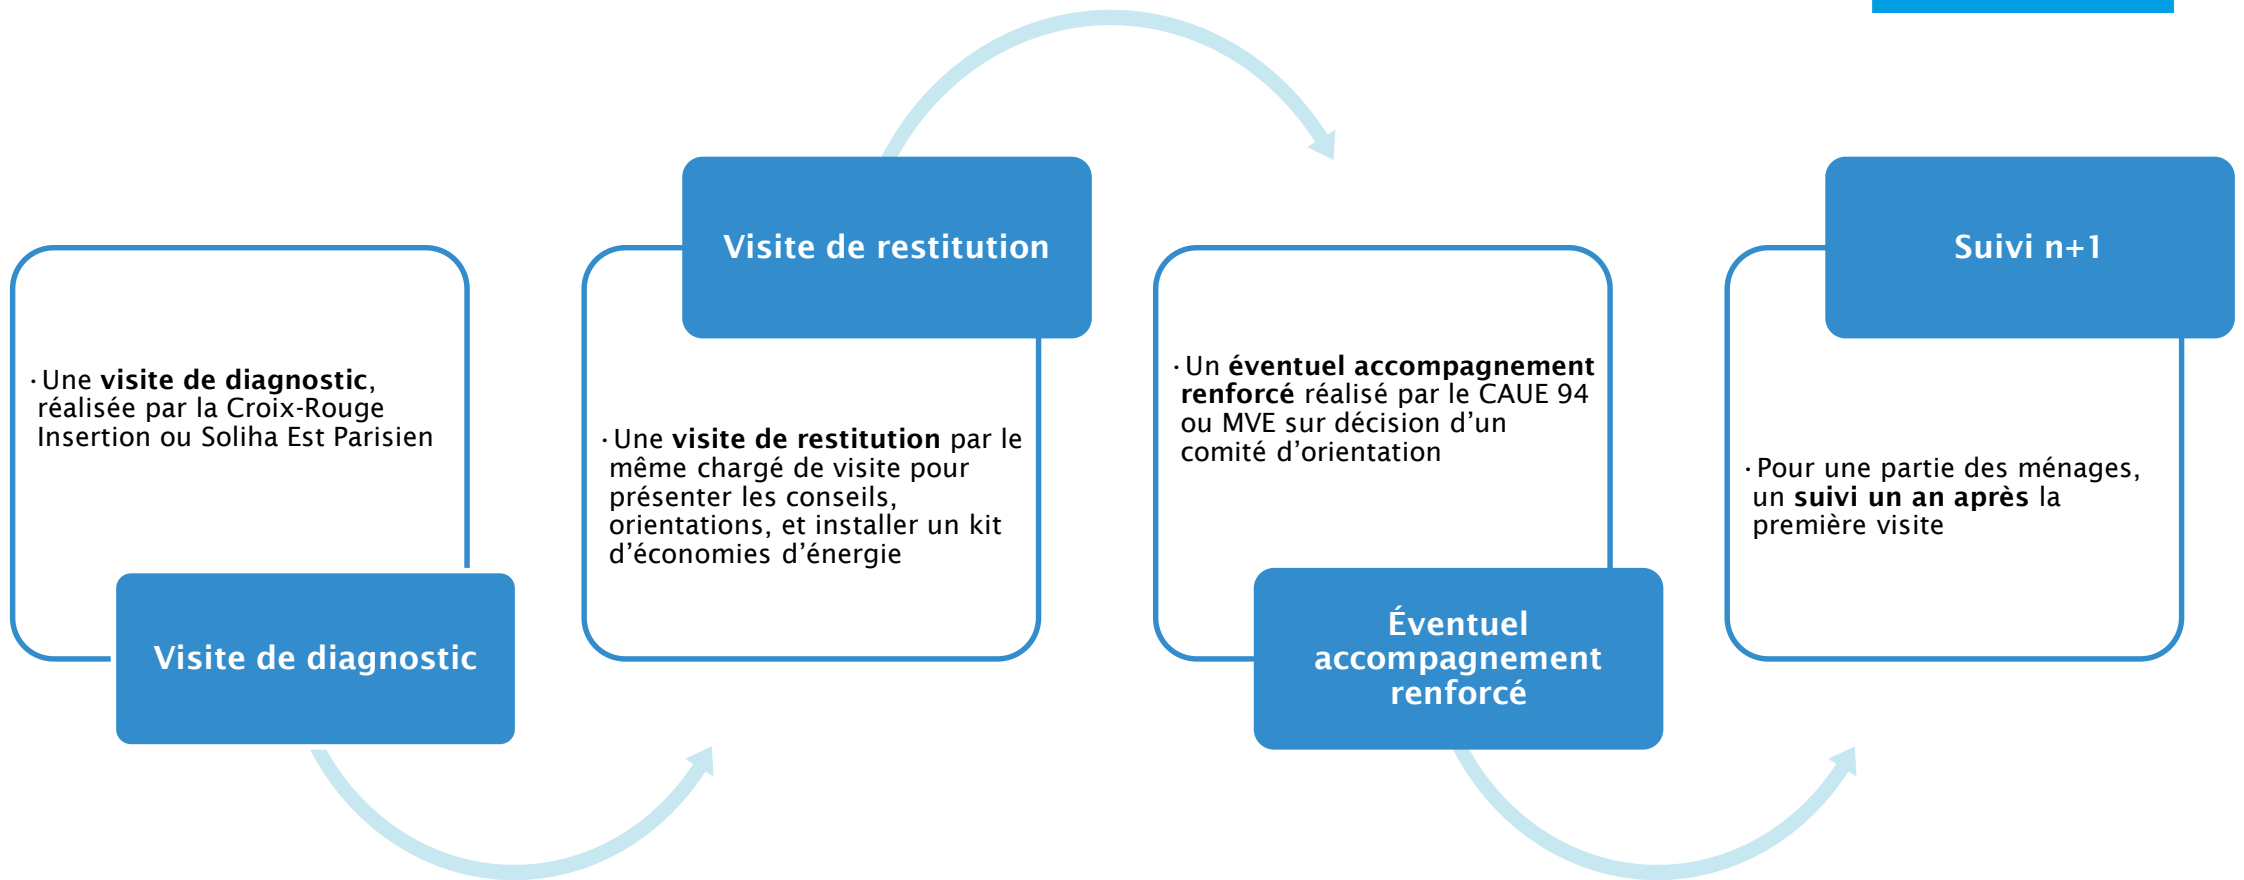 · Une visite de diagnostic,
réalisée par la Croix-Rouge
Insertion ou Soliha Est Parisien
Visite de diagnostic
Visite de restitution
· Une visite de restitution par le
même chargé de visite pour
présenter les conseils,
orientations, et installer un kit
d’économies d’énergie
· Un éventuel accompagnement
renforcé réalisé par le CAUE 94
ou MVE sur décision d’un
comité d’orientation
Éventuel
accompagnement
renforcé
Suivi n+1
· Pour une partie des ménages,
un suivi un an après la
première visite